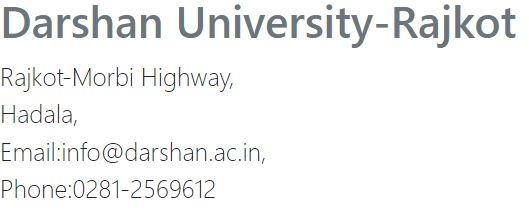 Darshan University-Rajkot
Rajkot-Morbi Highway,
Hadala,
Email:info@darshan.ac.in,
Phone:0281-2569612